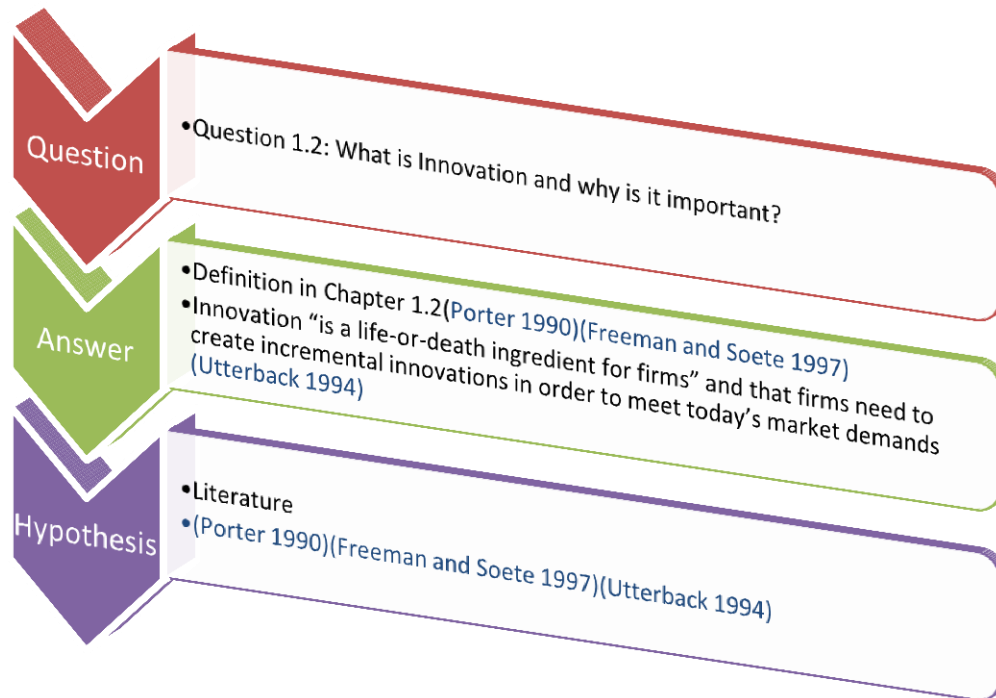 Question
•Question 1.2: What is Innovation and why is it important?
Answer
•Definition in Chapter 1.2(Porter 1990)(Freeman and Soete 1997)
•Innovation “is a life-or-death ingredient for firms” and that firms need to
create incremental innovations in order to meet today’s market demands
(Utterback 1994)
Hypothesis
•Literature
•(Porter 1990)(Freeman and Soete 1997)(Utterback 1994)